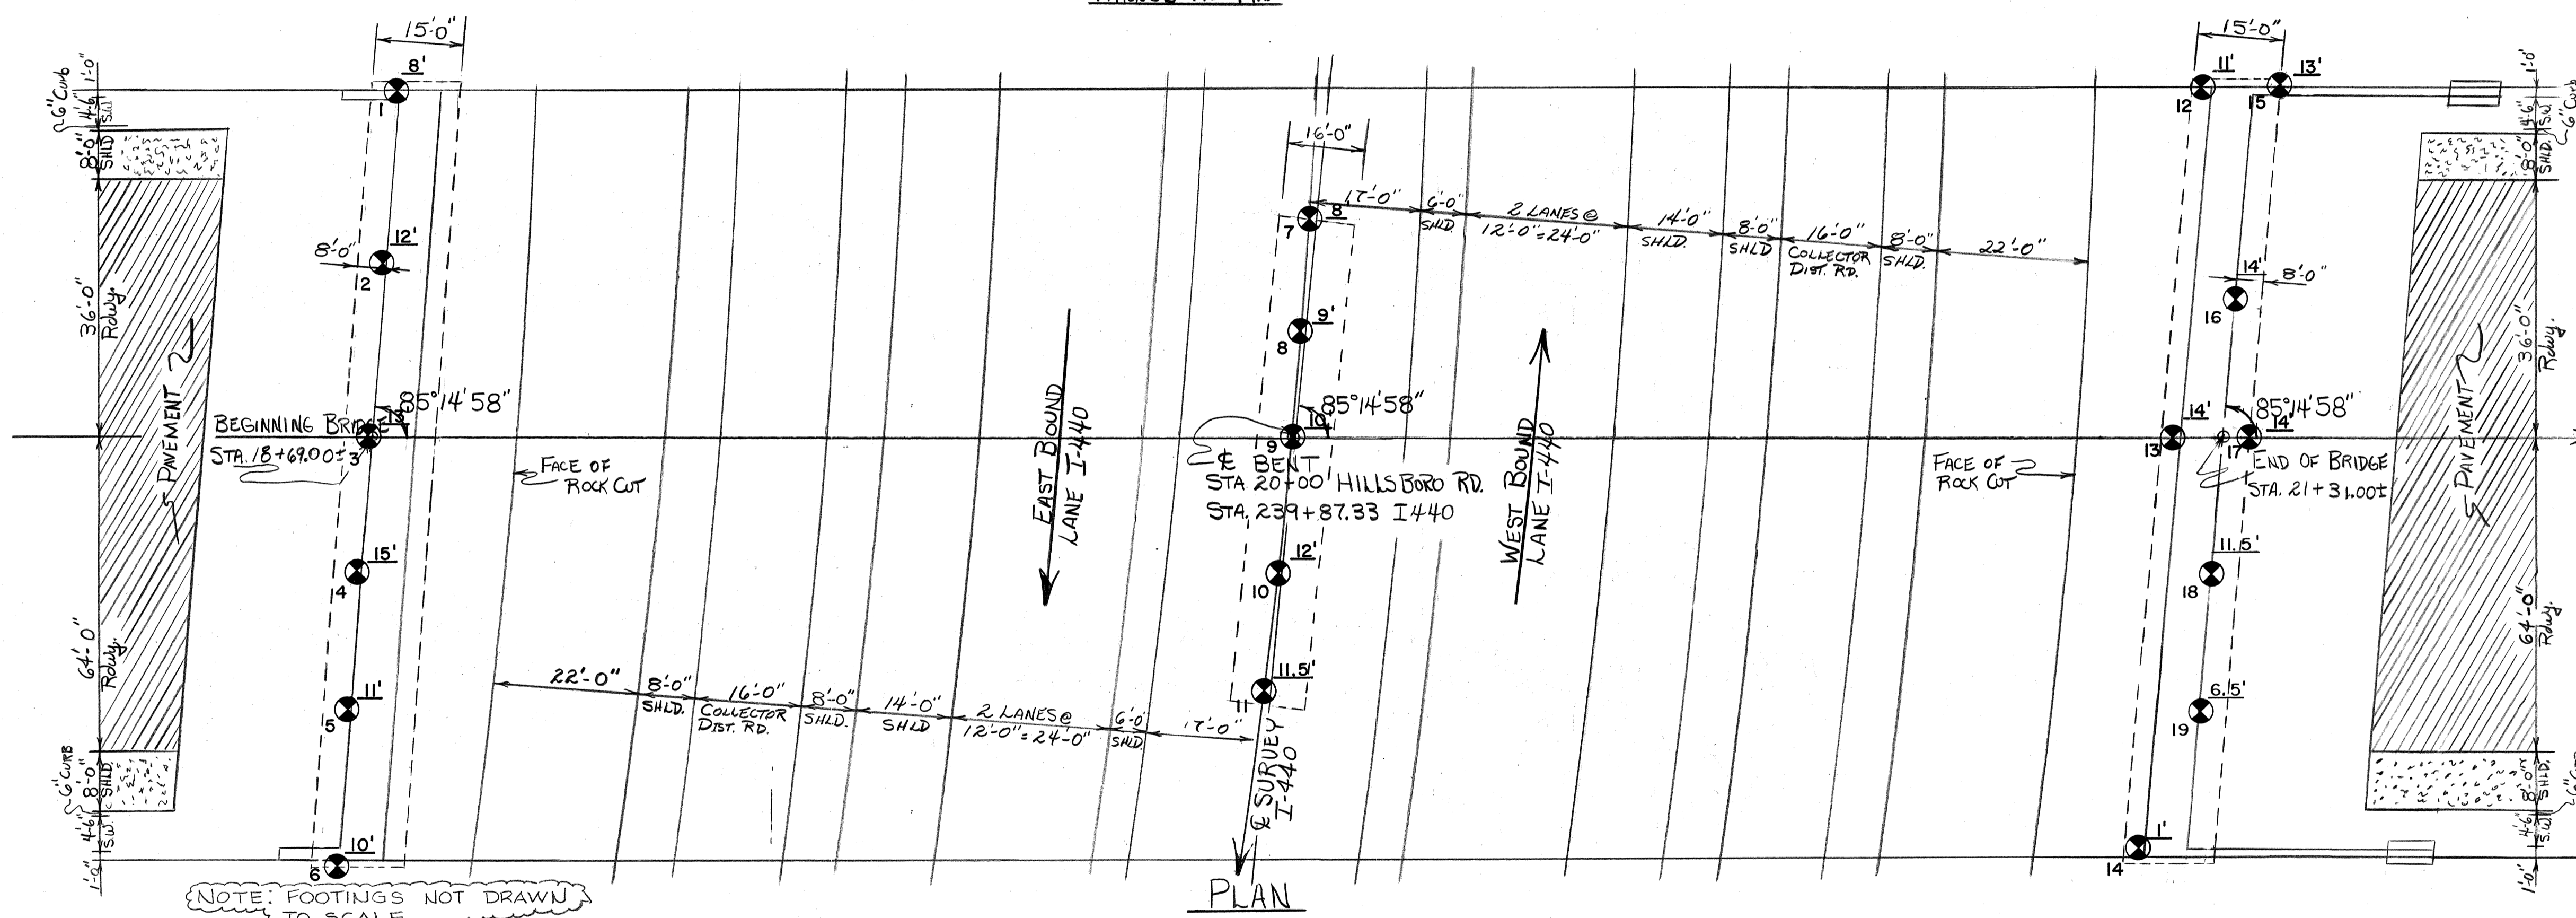 15'-0"
8'
1
1'-0"
6" Curb
4'-6"
S.W.
8'-0"
SHLD
36'-0"
Rdwy.
PAVEMENT
8'-0"
12'
2
85°14'58"
BEGINNING BRIDGE
STA. 18+69.00±
3
FACE OF
ROCK CUT
15'
4
11'
5
64'-0"
Rdwy.
6" CURB
8'-0"
SHLD.
4'-6"
S.W.
1'-0"
10'
6
NOTE: FOOTINGS NOT DRAWN
TO SCALE
22'-0"
8'-0"
SHLD.
16'-0"
COLLECTOR
DIST. RD.
8'-0"
SHLD.
14'-0"
SHLD
2 LANES @
12'-0"=24'-0"
6'-0"
SHLD.
17'-0"
EAST BOUND
LANE I-440
16'-0"
8'
7
17'-0"
6'-0"
SHLD.
2 LANES @
12'-0"=24'-0"
14'-0"
SHLD.
8'-0"
SHLD
16'-0"
COLLECTOR
DIST. RD.
8'-0"
SHLD.
22'-0"
9'
8
85°14'58"
10'
9
℄ BENT
STA. 20+00 HILLSBORO RD.
STA. 239+87.33 I440
12'
10
11.5'
11
℄ SURVEY
I-440
WEST BOUND
LANE I-440
PLAN
15'-0"
11'
12
13'
15
14'
8'-0"
16
85°14'58"
14'
13
14'
17
FACE OF
ROCK CUT
END OF BRIDGE
STA. 21+31.00±
11.5'
18
6.5'
19
1'
14
PAVEMENT
1'-0"
6" Curb
4'-6"
S.W.
8'-0"
SHLD.
36'-0"
Rdwy.
64'-0"
Rdwy.
8'-0"
SHLD.
4'-6"
S.W.
1'-0"